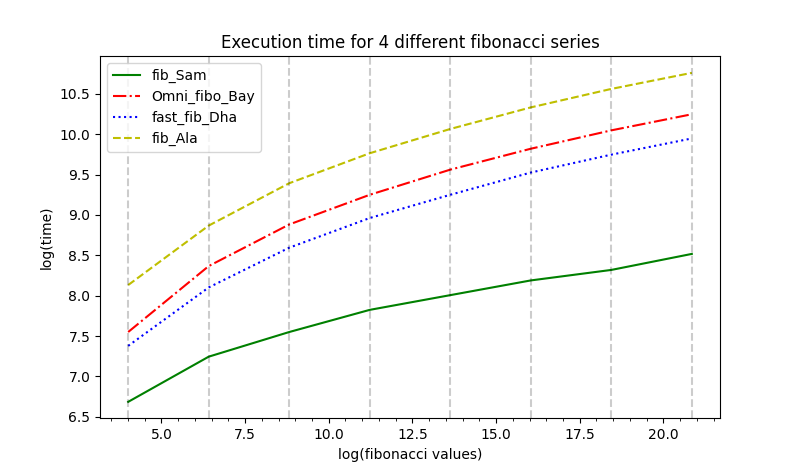 Execution time for 4 different fibonacci series
fib_Sam
Omni_fibo_Bay
fast_fib_Dha
fib_Ala
log(time)
10.5
10.0
9.5
9.0
8.5
8.0
7.5
7.0
6.5
5.0 7.5 10.0 12.5 15.0 17.5 20.0
log(fibonacci values)